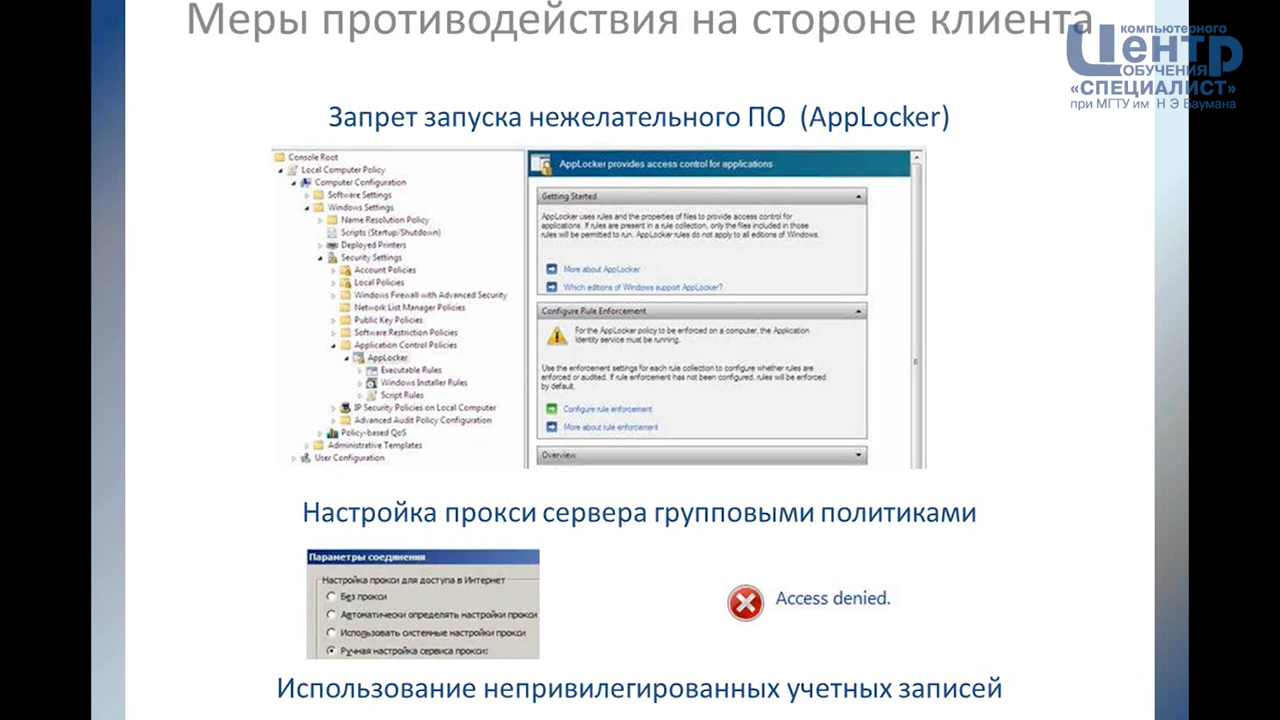 Меры противодействия на стороне клиента
компьютерного
Центр
ОБУЧЕНИЯ
«СПЕЦИАЛИСТ»
при МГТУ им Н Э Баумана
Запрет запуска нежелательного ПО (AppLocker)
Console Root
Local Computer Policy
Computer Configuration
Software Settings
Windows Settings
Name Resolution Policy
Scripts (Startup/Shutdown)
Deployed Printers
Security Settings
Account Policies
Local Policies
Windows Firewall with Advanced Security
Network List Manager Policies
Public Key Policies
Software Restriction Policies
Application Control Policies
AppLocker
Executable Rules
Windows Installer Rules
Script Rules
IP Security Policies on Local Computer
Advanced Audit Policy Configuration
Policy-based QoS
Administrative Templates
User Configuration
AppLocker provides access control for applications
Getting Started
AppLocker uses rules and the properties of files to provide access control for
applications. If rules are present in a rule collection, only the files included in those
rules will be permitted to run. AppLocker rules do not apply to all editions of Windows.
More about AppLocker
Which editions of Windows support AppLocker?
Configure Rule Enforcement
For the AppLocker policy to be enforced on a computer, the Application
Identity service must be running.
Use the enforcement settings for each rule collection to configure whether rules are
enforced or audited. If rule enforcement has not been configured, rules will be enforced
by default.
Configure rule enforcement
More about rule enforcement
Overview
Настройка прокси сервера групповыми политиками
Параметры соединения
Настройка прокси для доступа в Интернет
Без прокси
Автоматически определять настройки прокси
Использовать системные настройки прокси
Ручная настройка сервиса прокси:
Access denied.
Использование непривилегированных учетных записей